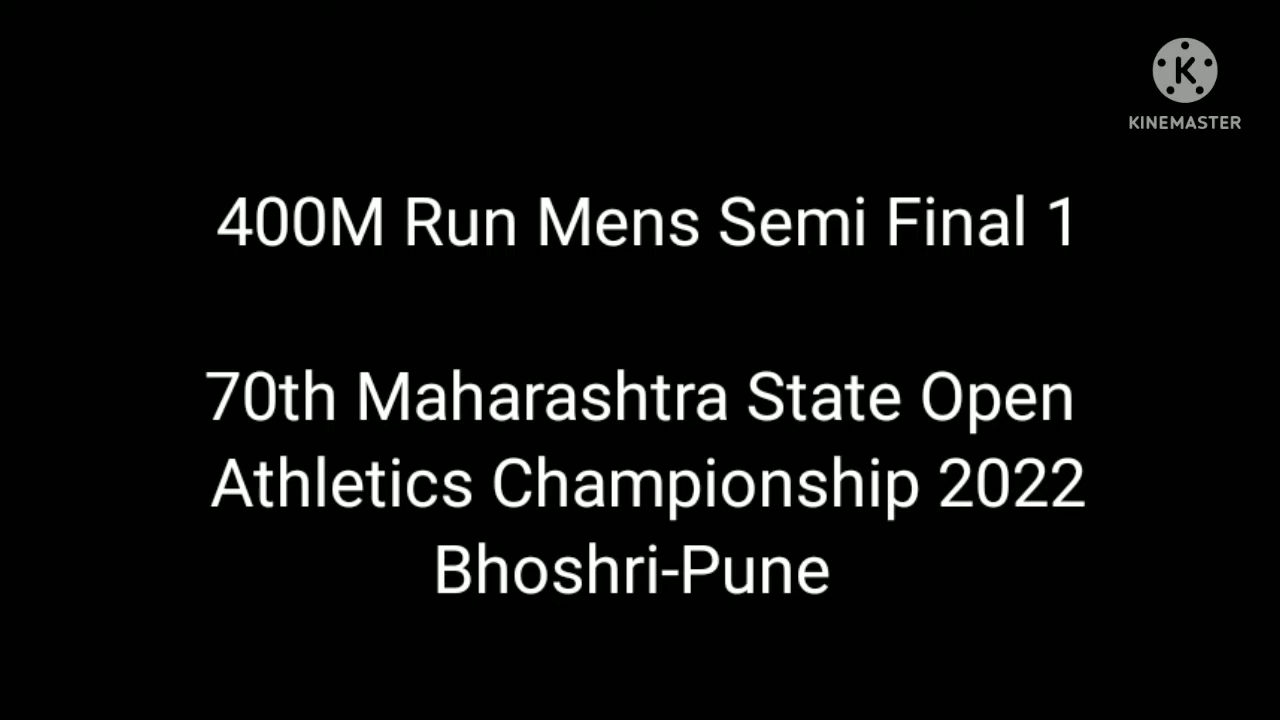 KINEMASTER
400M Run Mens Semi Final 1
70th Maharashtra State Open
Athletics Championship 2022
Bhoshri-Pune